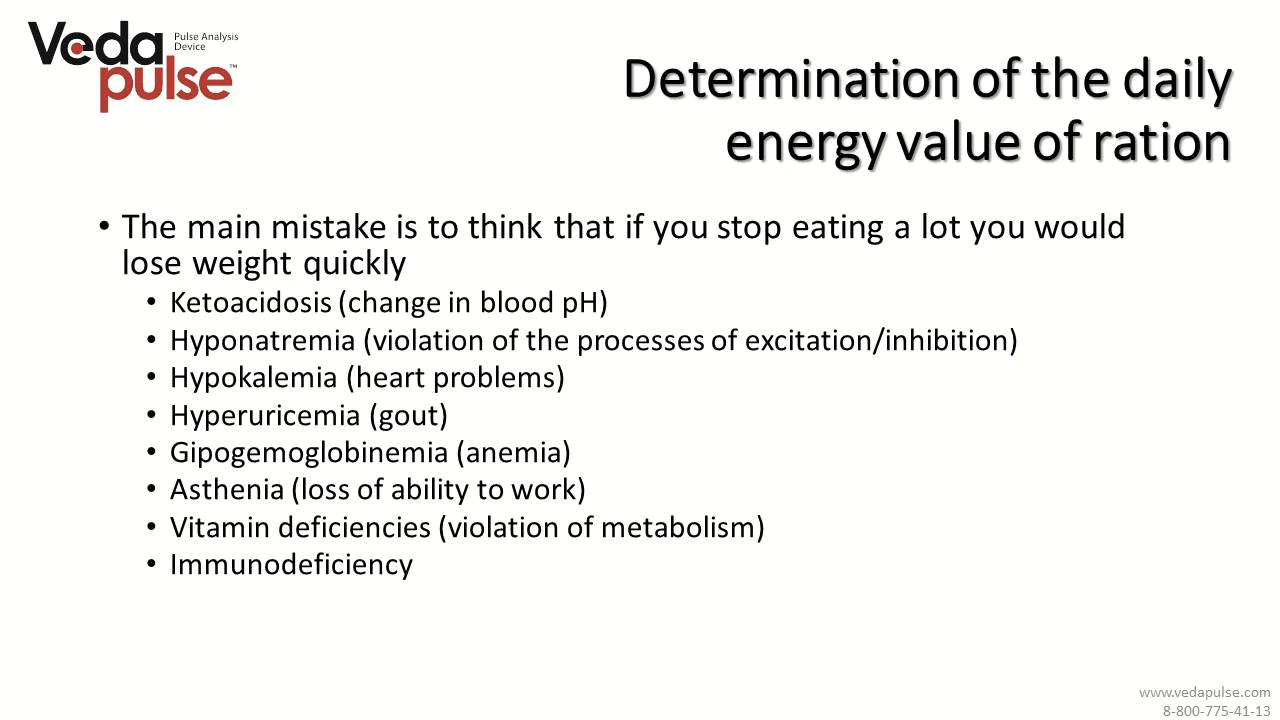 Veda
pulse™
Pulse Analysis
Device
Determination of the daily
energy value of ration
• The main mistake is to think that if you stop eating a lot you would
lose weight quickly
• Ketoacidosis (change in blood pH)
• Hyponatremia (violation of the processes of excitation/inhibition)
• Hypokalemia (heart problems)
• Hyperuricemia (gout)
• Gipogemoglobinemia (anemia)
• Asthenia (loss of ability to work)
• Vitamin deficiencies (violation of metabolism)
• Immunodeficiency
www.vedapulse.com
8-800-775-41-13